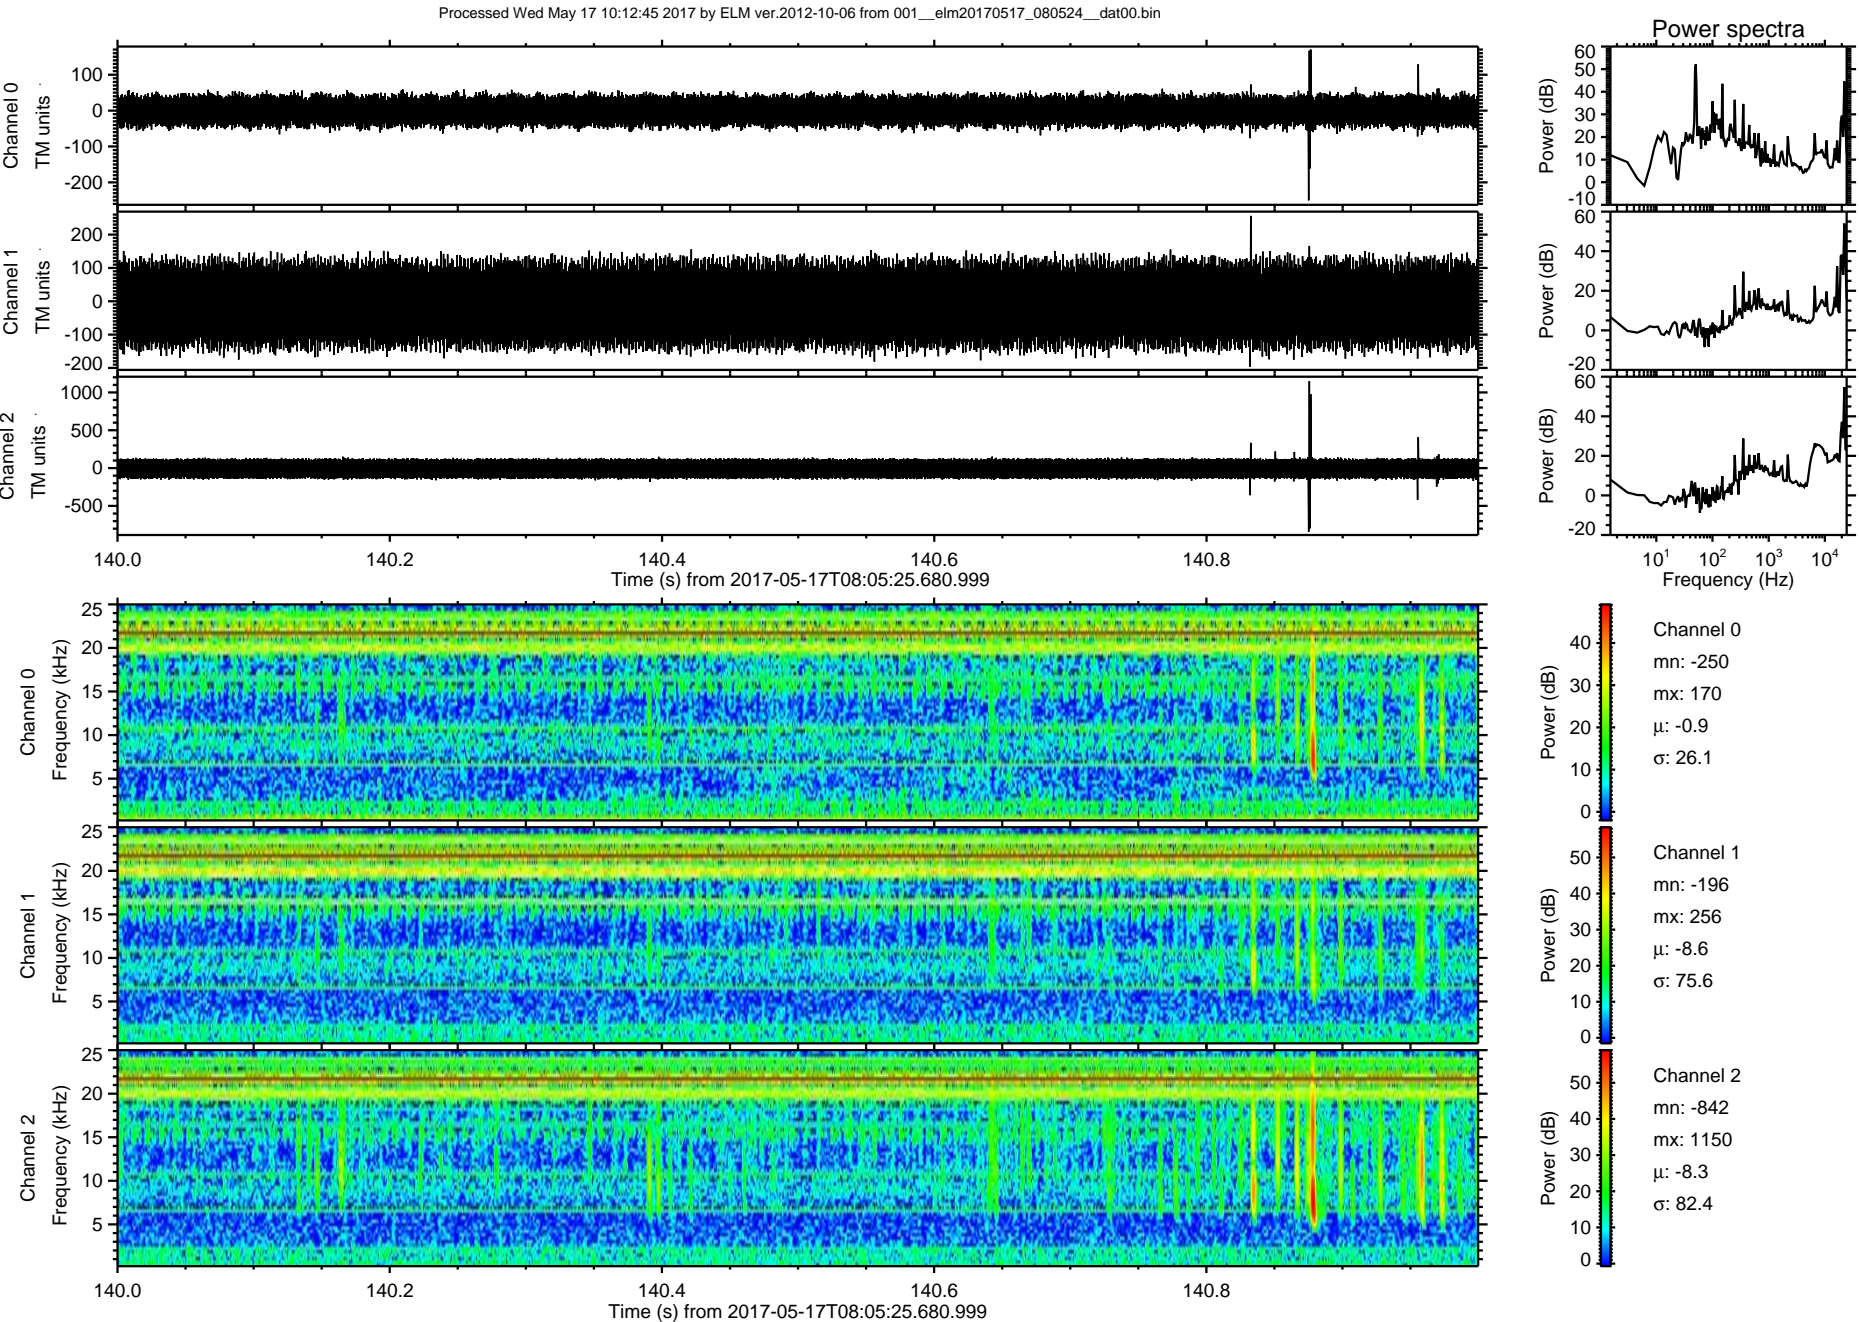 Processed Wed May 17 10:12:45 2017 by ELM ver.2012-10-06 from 001__elm20170517_080524__dat00.bin
Power spectra
Channel 0
TM units
100
0
-100
-200
Power (dB)
60
50
40
30
20
10
0
-10
Channel 1
TM units
200
100
0
-100
-200
Power (dB)
60
40
20
0
-20
Channel 2
TM units
1000
500
0
-500
Power (dB)
60
40
20
0
-20
140.0 140.2 140.4 140.6 140.8
Time (s) from 2017-05-17T08:05:25.680.999
10¹ 10² 10³ 10⁴
Frequency (Hz)
Channel 0
Frequency (kHz)
25
20
15
10
5
Power (dB)
40
30
20
10
0
Channel 0
mn: -250
mx: 170
µ: -0.9
σ: 26.1
Channel 1
Frequency (kHz)
25
20
15
10
5
Power (dB)
50
40
30
20
10
0
Channel 1
mn: -196
mx: 256
µ: -8.6
σ: 75.6
Channel 2
Frequency (kHz)
25
20
15
10
5
Power (dB)
50
40
30
20
10
0
Channel 2
mn: -842
mx: 1150
µ: -8.3
σ: 82.4
140.0 140.2 140.4 140.6 140.8
Time (s) from 2017-05-17T08:05:25.680.999